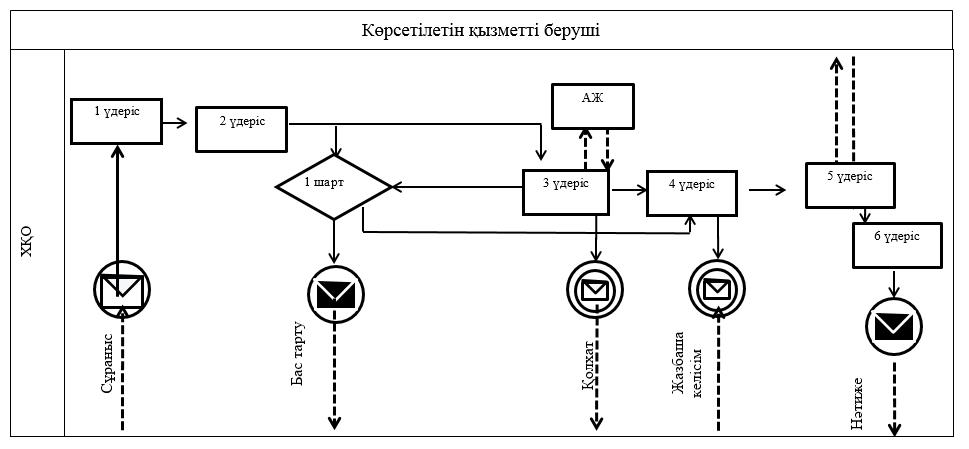 Көрсетілетін қызметті беруші
ХҚО
1 үдеріс
2 үдеріс
АЖ
1 шарт
3 үдеріс
4 үдеріс
5 үдеріс
6 үдеріс
Сұраныс
Бас тарту
Қолхат
Жазбаша
келісім
Нәтиже